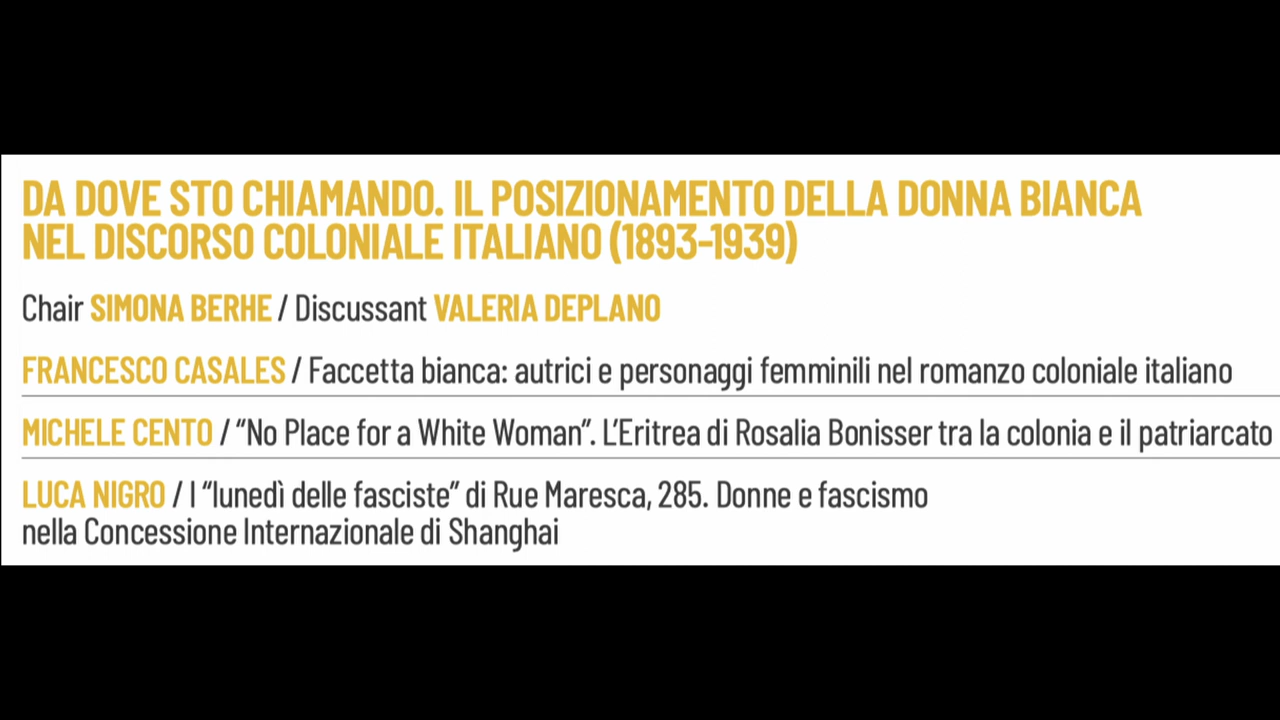 DA DOVE STO CHIAMANDO. IL POSIZIONAMENTO DELLA DONNA BIANCA
NEL DISCORSO COLONIALE ITALIANO (1893-1939)
Chair SIMONA BERHE / Discussant VALERIA DEPLANO
FRANCESCO CASALES / Faccetta bianca: autrici e personaggi femminili nel romanzo coloniale italiano
MICHELE CENTO / “No Place for a White Woman”. L’Eritrea di Rosalia Bonisser tra la colonia e il patriarcato
LUCA NIGRO / I “lunedì delle fasciste” di Rue Maresca, 285. Donne e fascismo
nella Concessione Internazionale di Shanghai